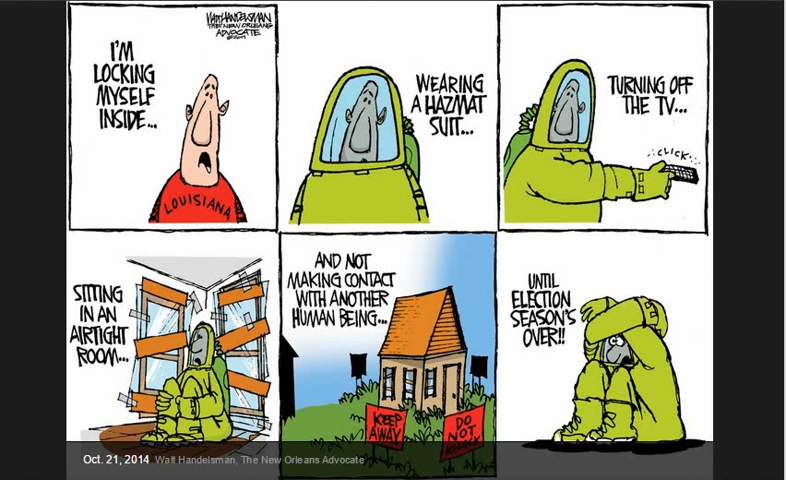 WALT HANDELSMAN
THE NEW ORLEANS
ADVOCATE
©2014
I'M
LOCKING
MYSELF
INSIDE...
LOUISIANA
WEARING
A HAZMAT
SUIT...
TURNING OFF
THE TV...
CLICK
SITTING
IN AN
AIRTIGHT
ROOM...
AND NOT
MAKING CONTACT
WITH ANOTHER
HUMAN BEING...
KEEP
AWAY
DO
NOT
KNOCK
UNTIL
ELECTION
SEASON'S
OVER!!
Oct. 21, 2014 Walt Handelsman, The New Orleans Advocate